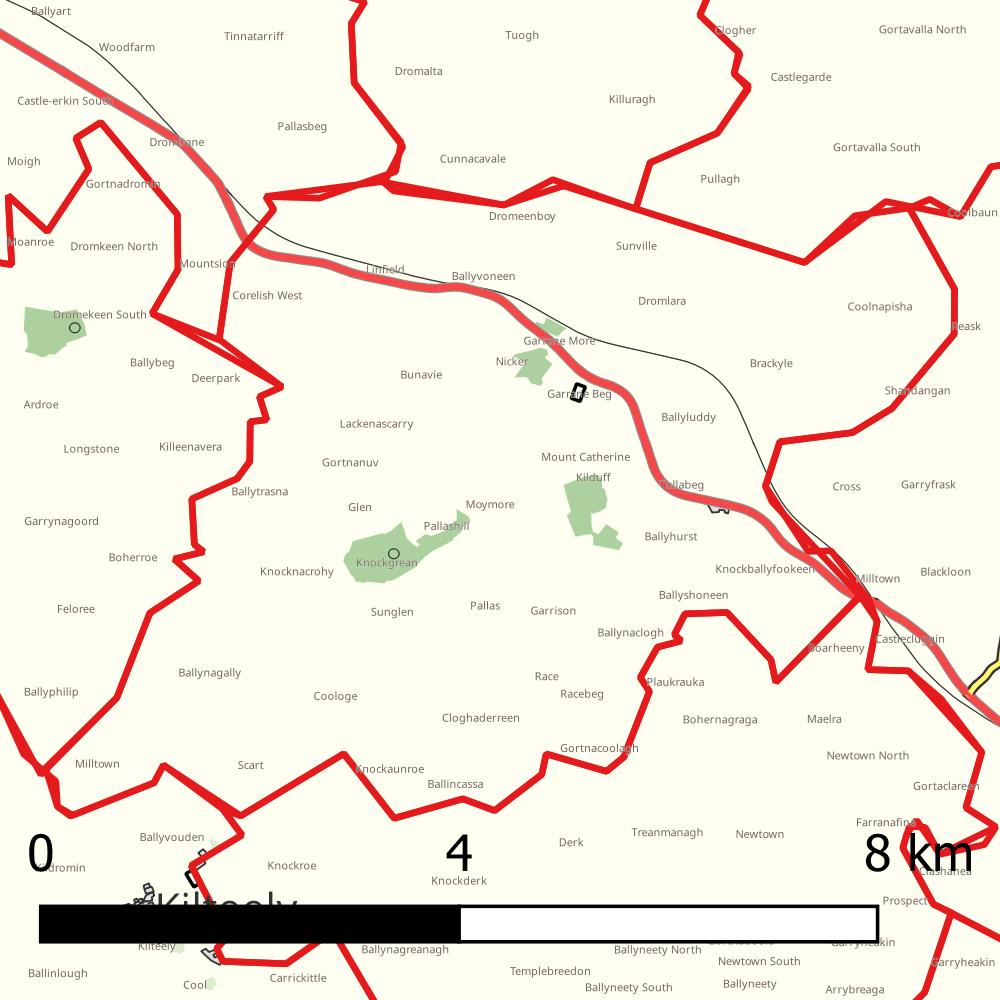 Ballyart
Tinnatarriff
Tuogh
Clogher
Gortavalla North
Woodfarm
Dromalta
Castlegarde
Castle-erkin South
Killuragh
Pallasbeg
Drombane
Gortavalla South
Moigh
Cunnacavale
Gortnadromin
Pullagh
Dromeenboy
Coolbaun
Moanroe
Dromkeen North
Sunville
Mountsion
Linfield
Ballyvoneen
Corelish West
Dromlara
Coolnapisha
Dromekeen South
Reask
Garrane More
Ballybeg
Nicker
Brackyle
Deerpark
Bunavie
Garrane Beg
Shandangan
Ardroe
Ballyluddy
Lackenascarry
Longstone
Killeenavera
Mount Catherine
Gortnanuv
Kilduff
Tullabeg
Cross
Garryfrask
Ballytrasna
Glen
Moymore
Garrynagoord
Pallashill
Ballyhurst
Boherroe
Knockgrean
Knocknacrohy
Knockballyfookeen
Milltown
Blackloon
Ballyshoneen
Feloree
Sunglen
Pallas
Garrison
Ballynaclogh
Castlecluggin
Boarheeny
Ballynagally
Race
Plaukrauka
Ballyphilip
Coologe
Racebeg
Cloghaderreen
Bohernagraga
Maelra
Gortnacoolagh
Newtown North
Milltown
Scart
Knockaunroe
Ballincassa
Gortaclareen
Farranafina
Ballyvouden
Derk
Treanmanagh
Newtown
0
4
8 km
Kildromin
Knockroe
Knockderk
Clashanea
Prospect
Kilteely
Kilteely
Ballynagreanagh
Ballyneety North
Garryheakin
Newtown South
Garryheakin
Ballinlough
Cool
Carrickittle
Templebreedon
Ballyneety South
Ballyneety
Arrybreaga